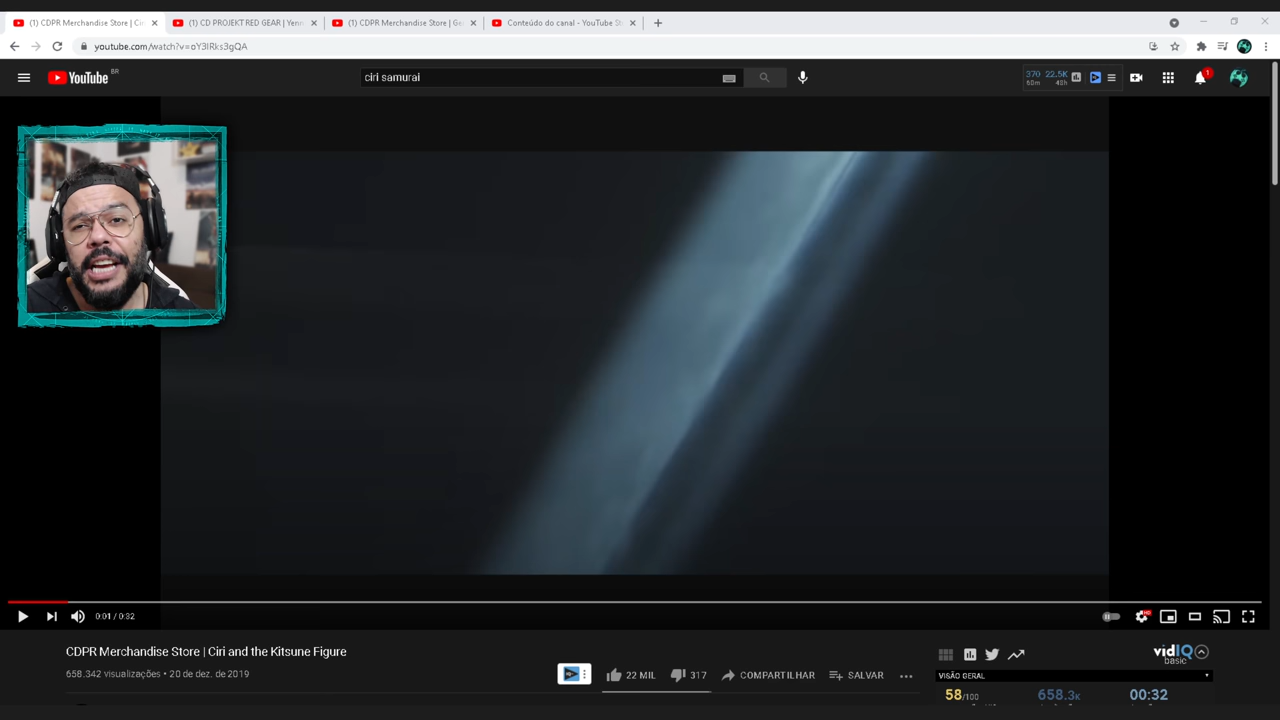 (1) CDPR Merchandise Store | Ciri
(1) CD PROJEKT RED GEAR | Yenn
(1) CDPR Merchandise Store | Ge
Conteúdo do canal - YouTube St
youtube.com/watch?v=oY3lRks3gQA
YouTube BR
ciri samurai
370 22.5K
60m 48h
1
0:01 / 0:32
HD
CDPR Merchandise Store | Ciri and the Kitsune Figure
658.342 visualizações • 20 de dez. de 2019
22 MIL
317
COMPARTILHAR
SALVAR
vidIQ
basic
VISÃO GERAL
58/100
658.3K
00:32